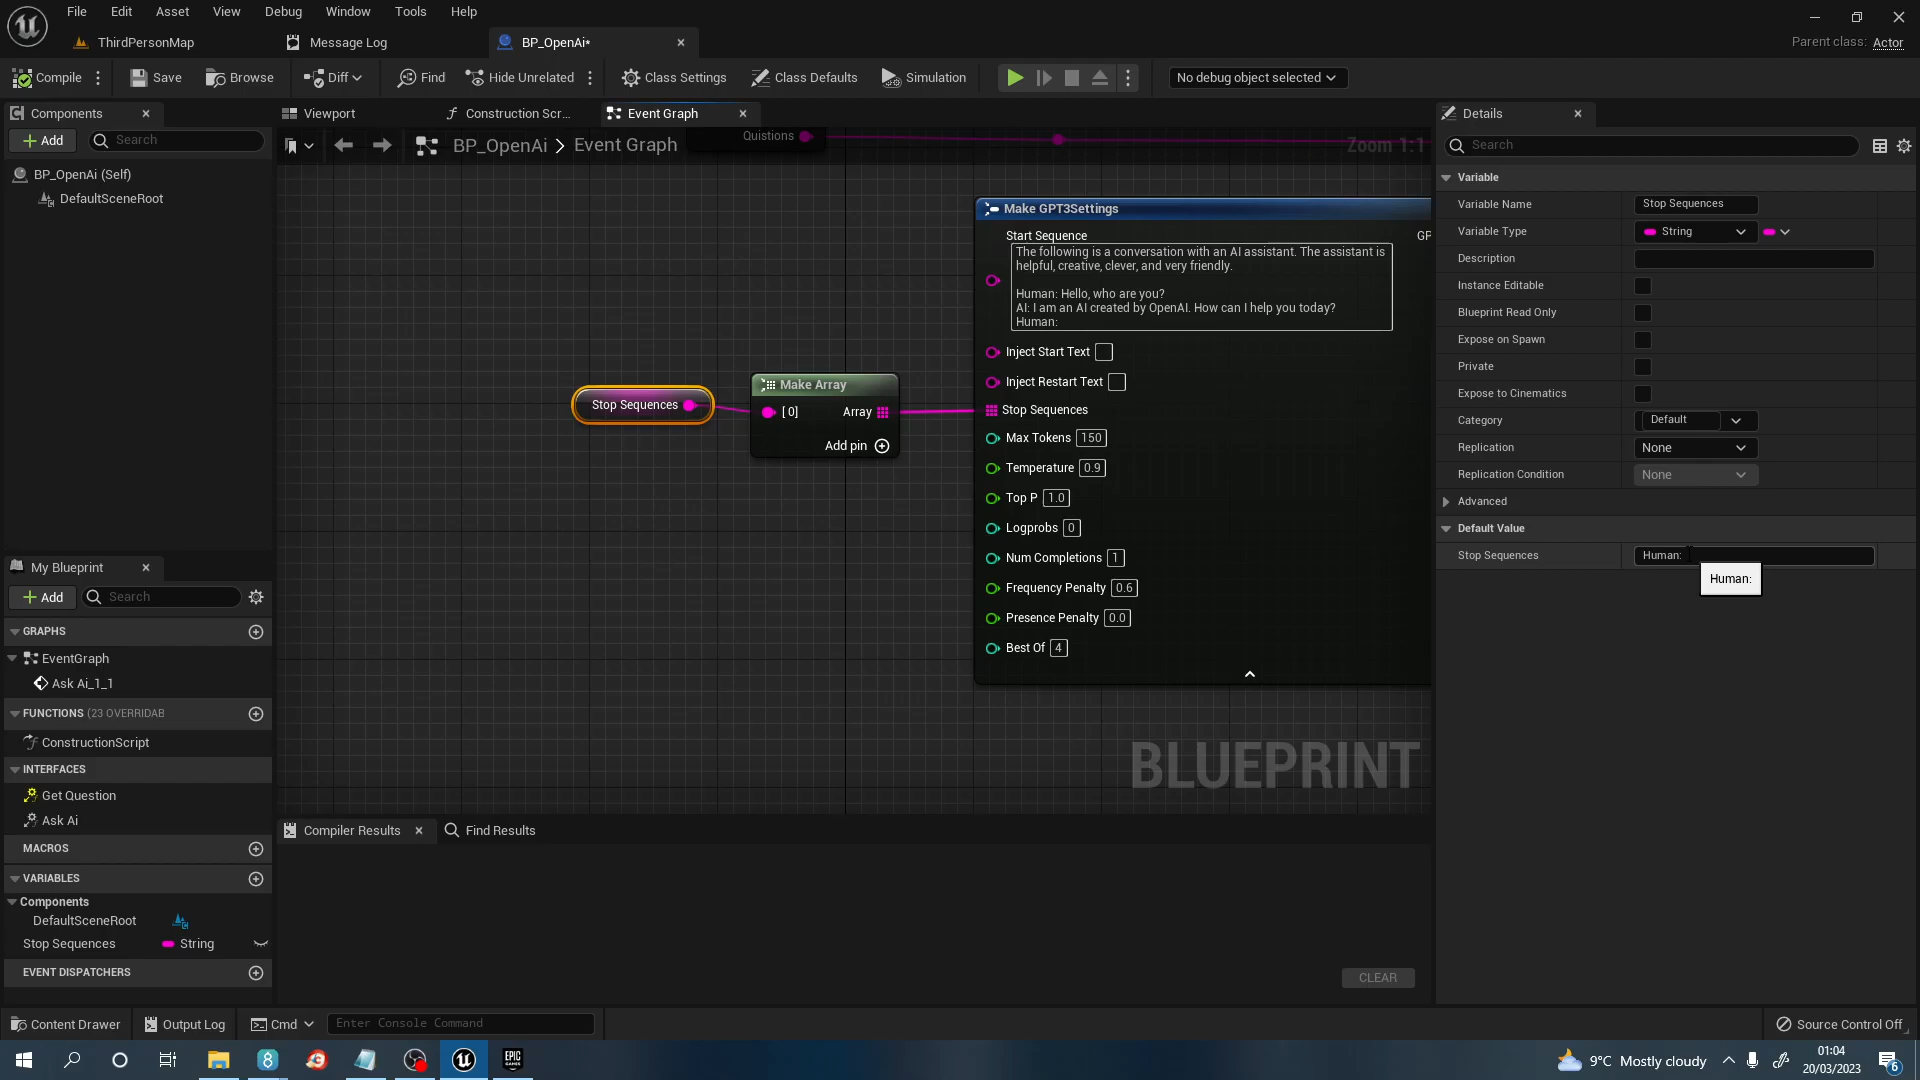 File Edit Asset View Debug Window Tools Help
ThirdPersonMap
Message Log
BP_OpenAi*
Parent class: Actor
Compile
Save
Browse
Diff
Find
Hide Unrelated
Class Settings
Class Defaults
Simulation
No debug object selected
Components
Add
Search
BP_OpenAi (Self)
DefaultSceneRoot
Viewport
Construction Scr...
Event Graph
BP_OpenAi > Event Graph
Quistions
Zoom 1:1
Stop Sequences
Make Array
[0]
Array
Add pin
Make GPT3Settings
Start Sequence
GP
The following is a conversation with an AI assistant. The assistant is
helpful, creative, clever, and very friendly.
Human: Hello, who are you?
AI: I am an AI created by OpenAI. How can I help you today?
Human:
Inject Start Text
Inject Restart Text
Stop Sequences
Max Tokens 150
Temperature 0.9
Top P 1.0
Logprobs 0
Num Completions 1
Frequency Penalty 0.6
Presence Penalty 0.0
Best Of 4
BLUEPRINT
Details
Search
Variable
Variable Name Stop Sequences
Variable Type String
Description
Instance Editable
Blueprint Read Only
Expose on Spawn
Private
Expose to Cinematics
Category Default
Replication None
Replication Condition None
Advanced
Default Value
Stop Sequences Human:
Human:
My Blueprint
Add
Search
GRAPHS
EventGraph
Ask Ai_1_1
FUNCTIONS (23 OVERRIDAB
ConstructionScript
INTERFACES
Get Question
Ask Ai
MACROS
VARIABLES
Components
DefaultSceneRoot
Stop Sequences String
EVENT DISPATCHERS
Compiler Results
Find Results
CLEAR
Content Drawer
Output Log
Cmd
Enter Console Command
Source Control Off
EPIC
GAMES
9°C Mostly cloudy
01:04
20/03/2023
6